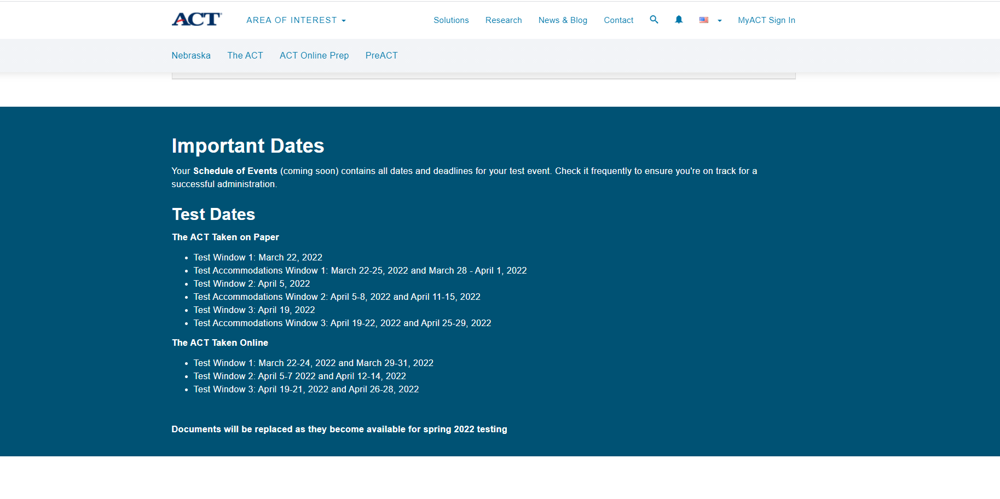 ACT AREA OF INTEREST Solutions Research News & Blog Contact MyACT Sign In
Nebraska The ACT ACT Online Prep PreACT
Important Dates
Your Schedule of Events (coming soon) contains all dates and deadlines for your test event. Check it frequently to ensure you're on track for a
successful administration.
Test Dates
The ACT Taken on Paper
• Test Window 1: March 22, 2022
• Test Accommodations Window 1: March 22-25, 2022 and March 28 - April 1, 2022
• Test Window 2: April 5, 2022
• Test Accommodations Window 2: April 5-8, 2022 and April 11-15, 2022
• Test Window 3: April 19, 2022
• Test Accommodations Window 3: April 19-22, 2022 and April 25-29, 2022
The ACT Taken Online
• Test Window 1: March 22-24, 2022 and March 29-31, 2022
• Test Window 2: April 5-7 2022 and April 12-14, 2022
• Test Window 3: April 19-21, 2022 and April 26-28, 2022
Documents will be replaced as they become available for spring 2022 testing